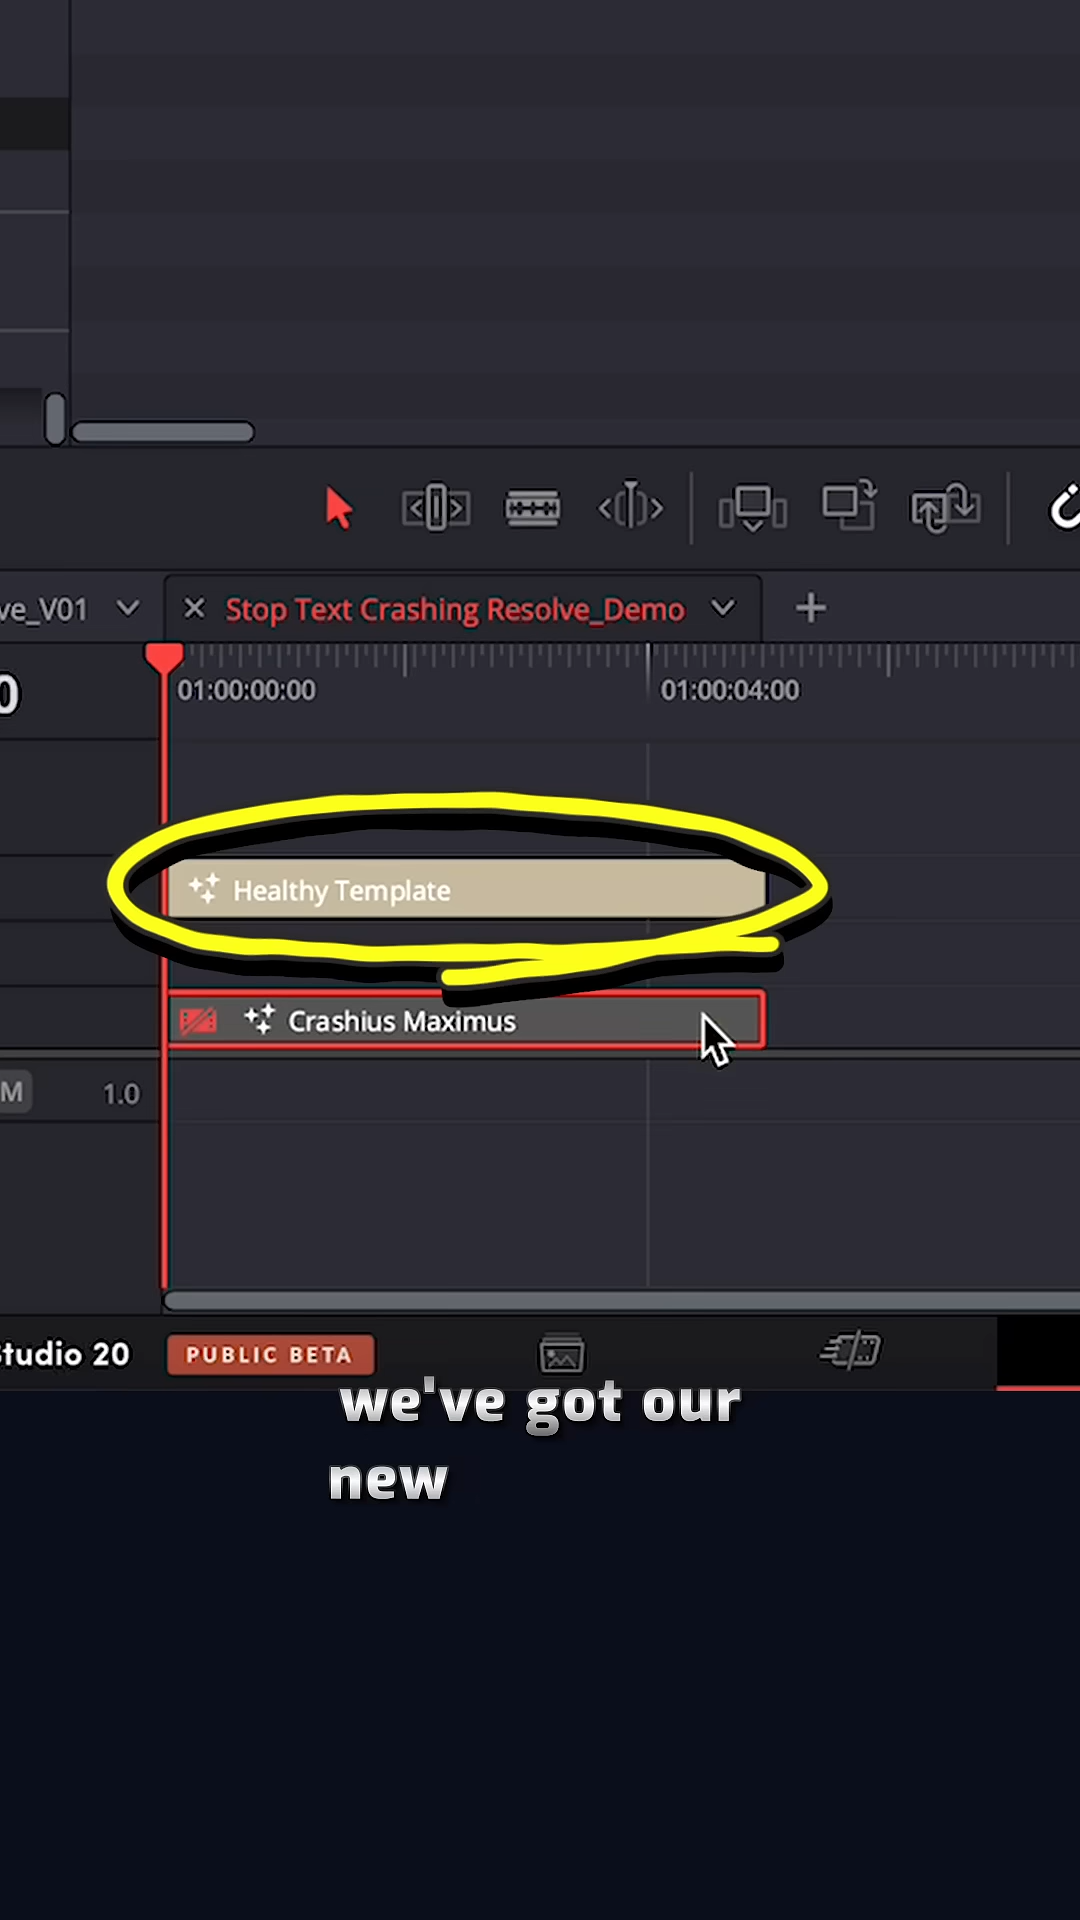 ve_V01
Stop Text Crashing Resolve_Demo
0
01:00:00:00
01:00:04:00
Healthy Template
Crashius Maximus
M
1.0
Studio 20
PUBLIC BETA
we've got our
new